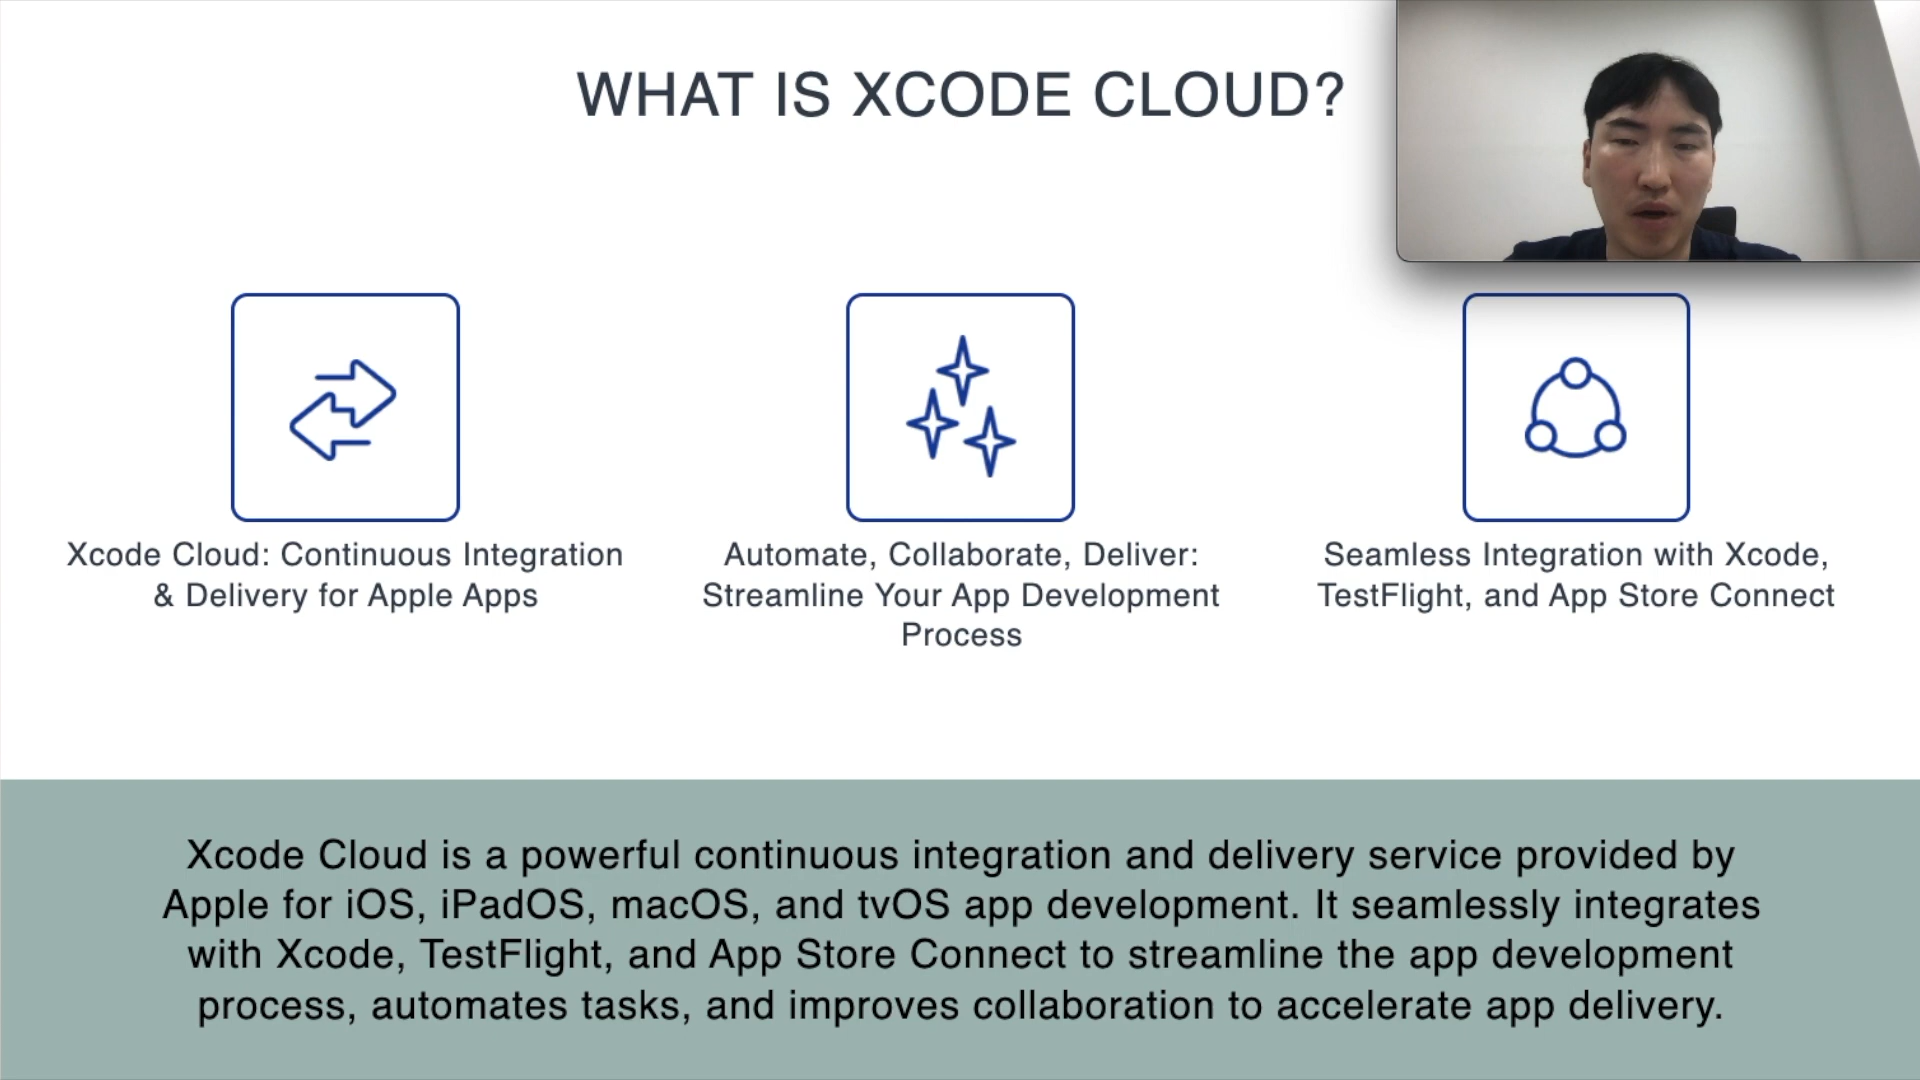 WHAT IS XCODE CLOUD?
Xcode Cloud: Continuous Integration
& Delivery for Apple Apps
Automate, Collaborate, Deliver:
Streamline Your App Development
Process
Seamless Integration with Xcode,
TestFlight, and App Store Connect
Xcode Cloud is a powerful continuous integration and delivery service provided by
Apple for iOS, iPadOS, macOS, and tvOS app development. It seamlessly integrates
with Xcode, TestFlight, and App Store Connect to streamline the app development
process, automates tasks, and improves collaboration to accelerate app delivery.